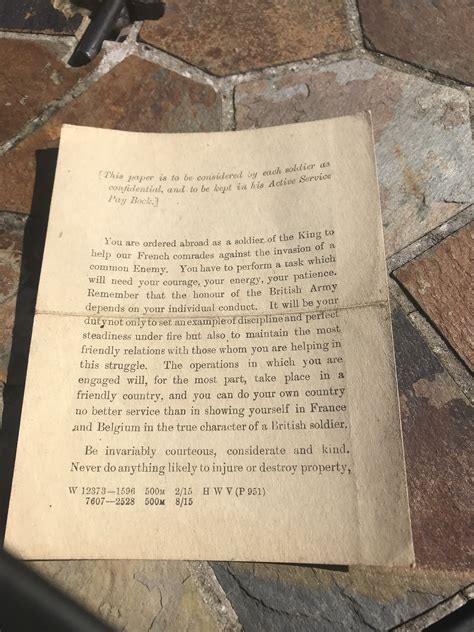 [This paper is to be considered by each soldier as
confidential, and to be kept in his Active Service
Pay Book.]
You are ordered abroad as a soldier of the King to
help our French comrades against the invasion of a
common Enemy. You have to perform a task which
will need your courage, your energy, your patience.
Remember that the honour of the British Army
depends on your individual conduct. It will be your
duty not only to set an example of discipline and perfect
steadiness under fire but also to maintain the most
friendly relations with those whom you are helping in
this struggle. The operations in which you are
engaged will, for the most part, take place in a
friendly country, and you can do your own country
no better service than in showing yourself in France
and Belgium in the true character of a British soldier.
Be invariably courteous, considerate and kind.
Never do anything likely to injure or destroy property,
W 12373—1596 500M 2/15 H W V (P 951)
7607—2528 500M 8/15